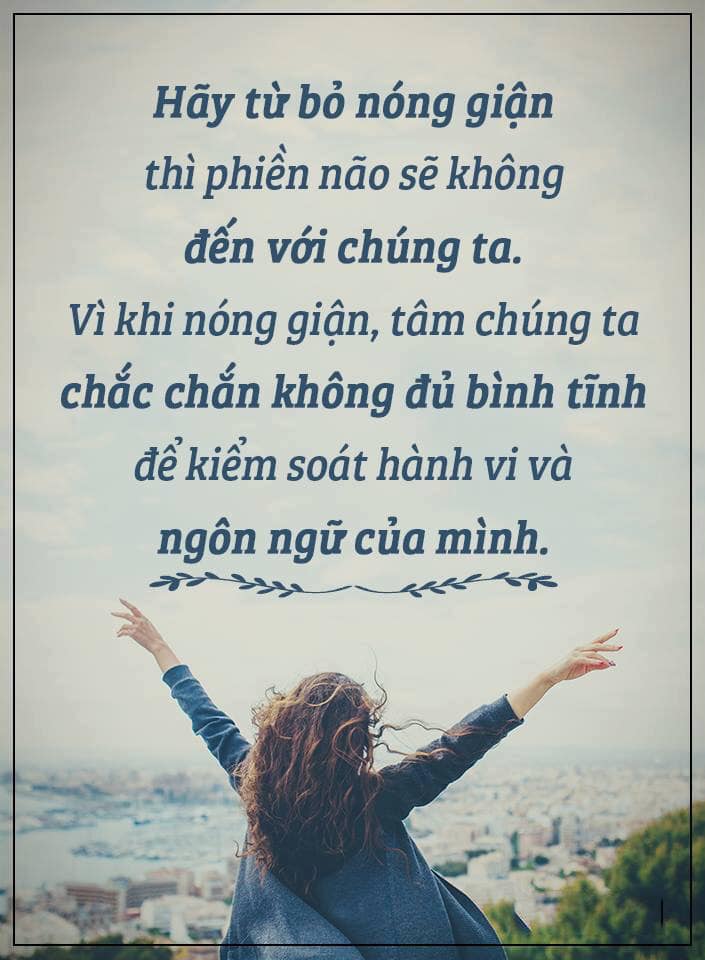 Hãy từ bỏ nóng giận
thì phiền não sẽ không
đến với chúng ta.
Vì khi nóng giận, tâm chúng ta
chắc chắn không đủ bình tĩnh
để kiểm soát hành vi và
ngôn ngữ của mình.